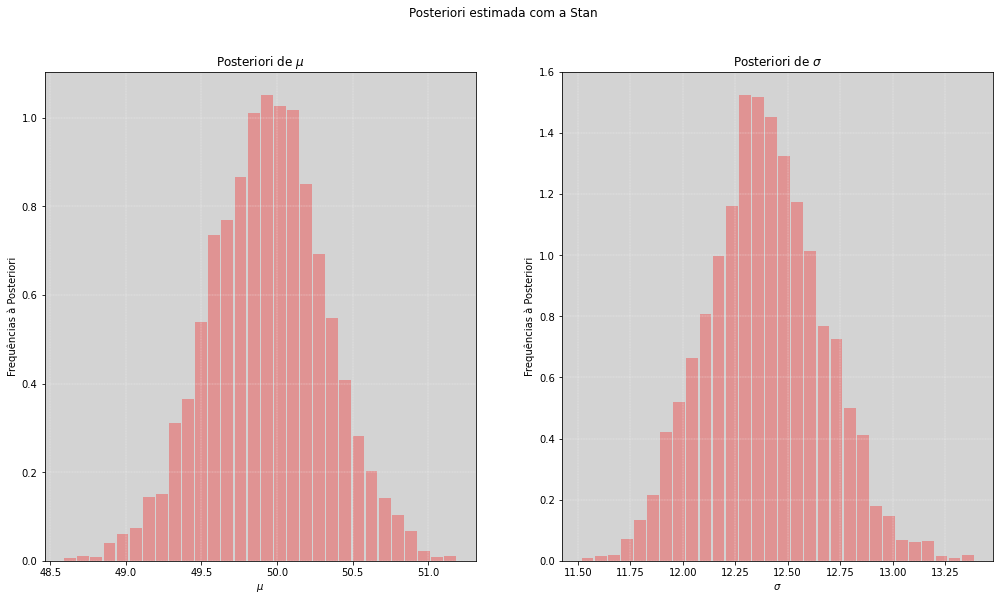 Posteriori estimada com a Stan
Posteriori de μ
Frequências à Posteriori
1.0
0.8
0.6
0.4
0.2
0.0
48.5 49.0 49.5 50.0 50.5 51.0
μ
Posteriori de σ
Frequências à Posteriori
1.6
1.4
1.2
1.0
0.8
0.6
0.4
0.2
0.0
11.50 11.75 12.00 12.25 12.50 12.75 13.00 13.25
σ